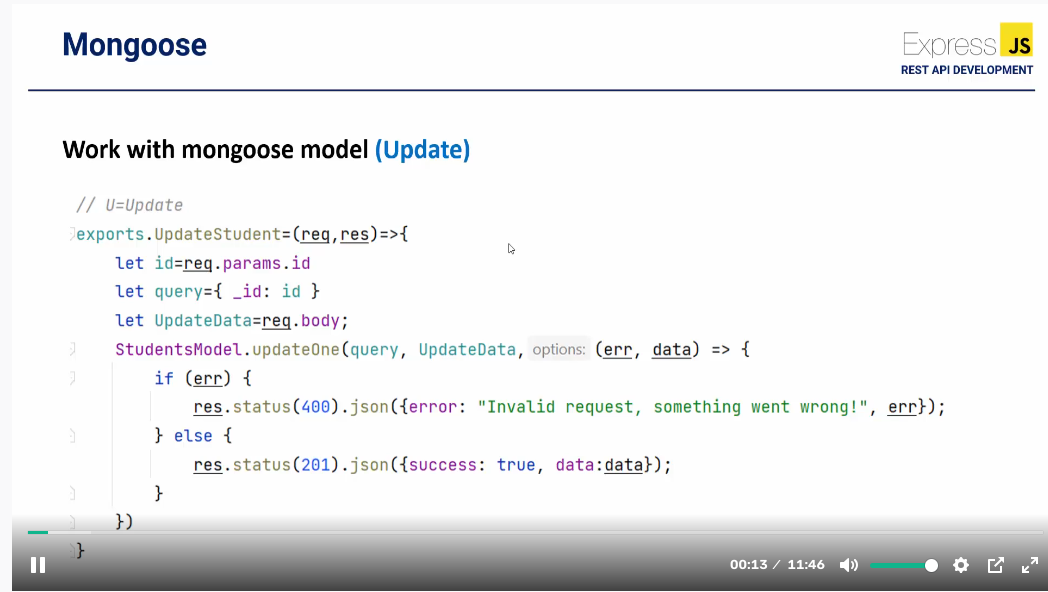 Mongoose
Express JS
REST API DEVELOPMENT
Work with mongoose model (Update)
// U=Update
exports.UpdateStudent=(req,res)=>{
let id=req.params.id
let query={ _id: id }
let UpdateData=req.body;
StudentsModel.updateOne(query, UpdateData, options: (err, data) => {
if (err) {
res.status(400).json({error: "Invalid request, something went wrong!", err});
} else {
res.status(201).json({success: true, data:data});
}
})
}
00:13 / 11:46